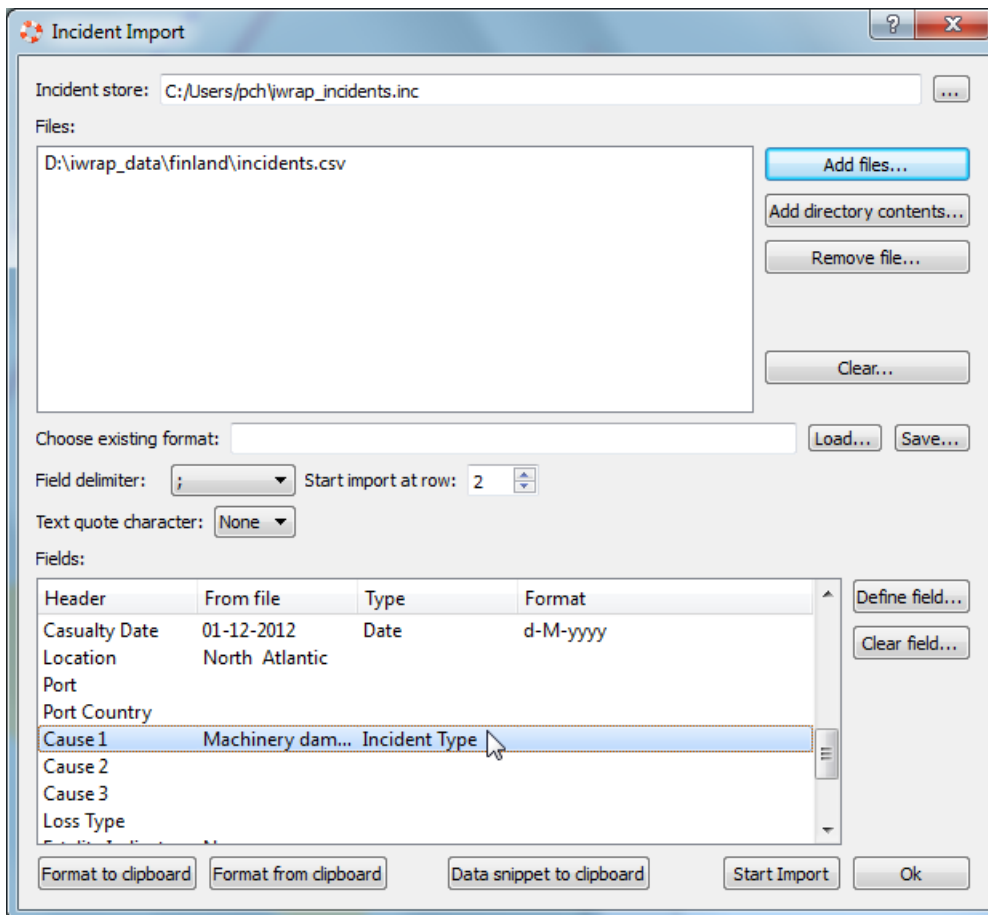 Incident Import
Incident store: C:/Users/pch/iwrap_incidents.inc ...
Files:
D:\iwrap_data\finland\incidents.csv
Add files...
Add directory contents...
Remove file...
Clear...
Choose existing format: Load... Save...
Field delimiter: ; Start import at row: 2
Text quote character: None
Fields:
Header From file Type Format
Casualty Date 01-12-2012 Date d-M-yyyy
Location North Atlantic
Port
Port Country
Cause 1 Machinery dam... Incident Type
Cause 2
Cause 3
Loss Type
Define field...
Clear field...
Format to clipboard Format from clipboard Data snippet to clipboard Start Import Ok